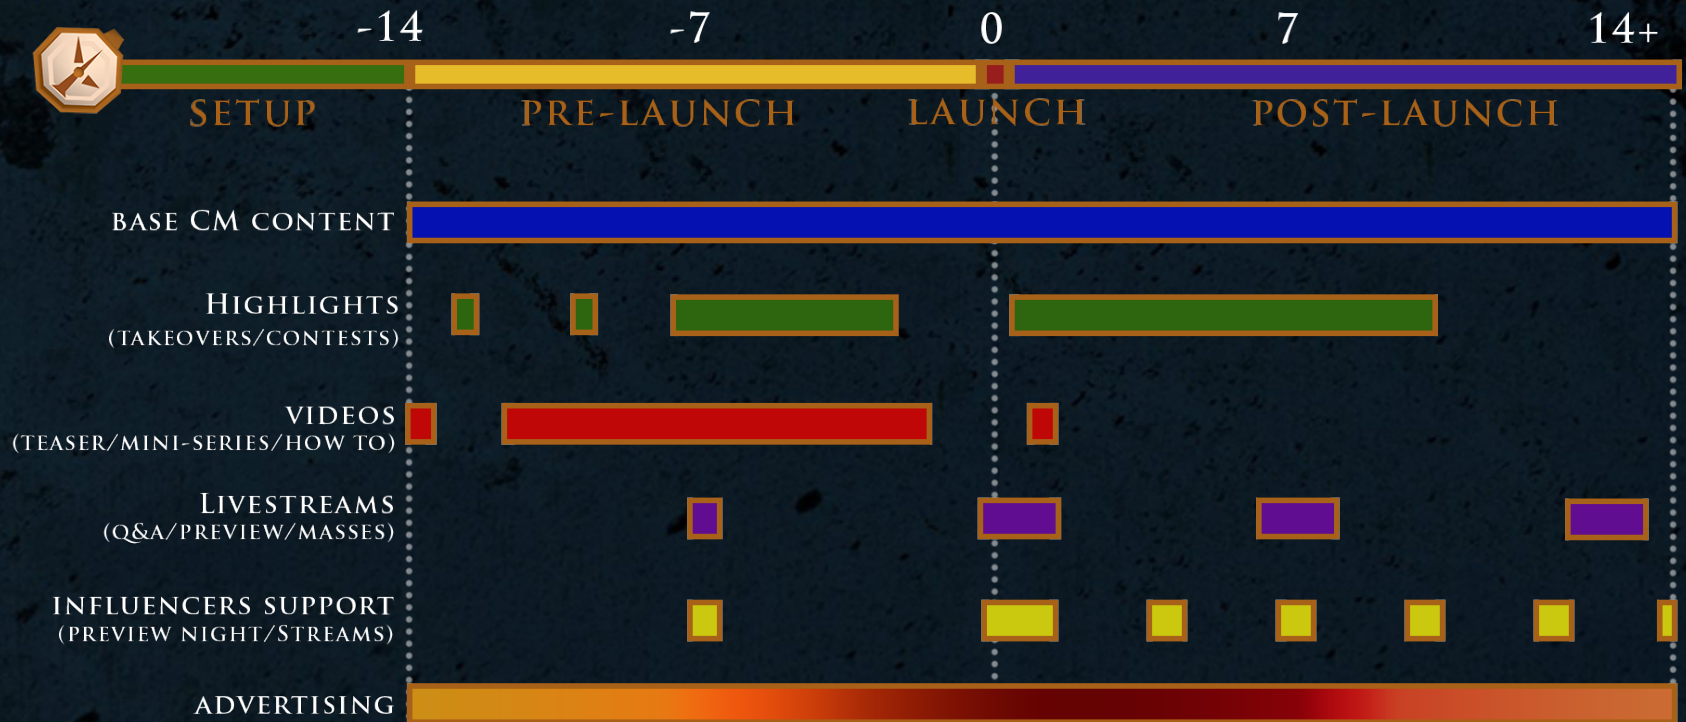 -14 -7 0 7 14+
SETUP PRE-LAUNCH LAUNCH POST-LAUNCH
BASE CM CONTENT
HIGHLIGHTS
(TAKEOVERS/CONTESTS)
VIDEOS
(TEASER/MINI-SERIES/HOW TO)
LIVESTREAMS
(Q&A/PREVIEW/MASSES)
INFLUENCERS SUPPORT
(PREVIEW NIGHT/STREAMS)
ADVERTISING